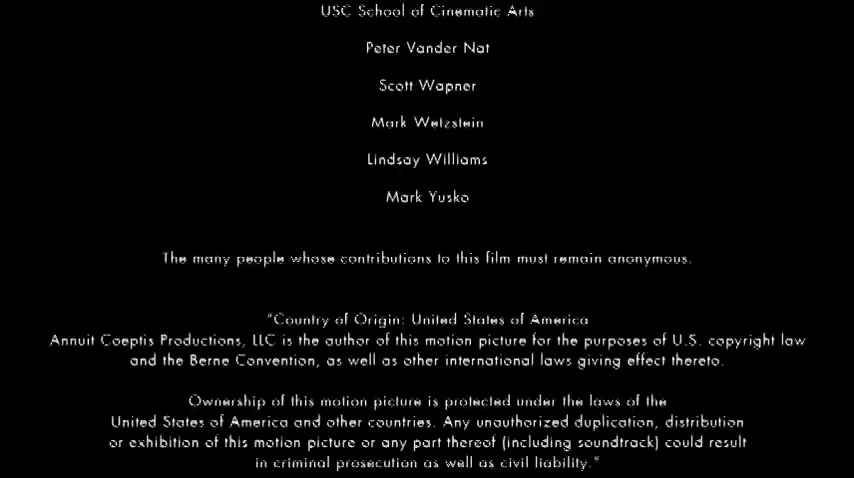 USC School of Cinematic Arts
Peter Vander Nat
Scott Wapner
Mark Wetzstein
Lindsay Williams
Mark Yusko
The many people whose contributions to this film must remain anonymous.
"Country of Origin: United States of America
Annuit Coeptis Productions, LLC is the author of this motion picture for the purposes of U.S. copyright law
and the Berne Convention, as well as other international laws giving effect thereto.
Ownership of this motion picture is protected under the laws of the
United States of America and other countries. Any unauthorized duplication, distribution
or exhibition of this motion picture or any part thereof (including soundtrack) could result
in criminal prosecution as well as civil liability."